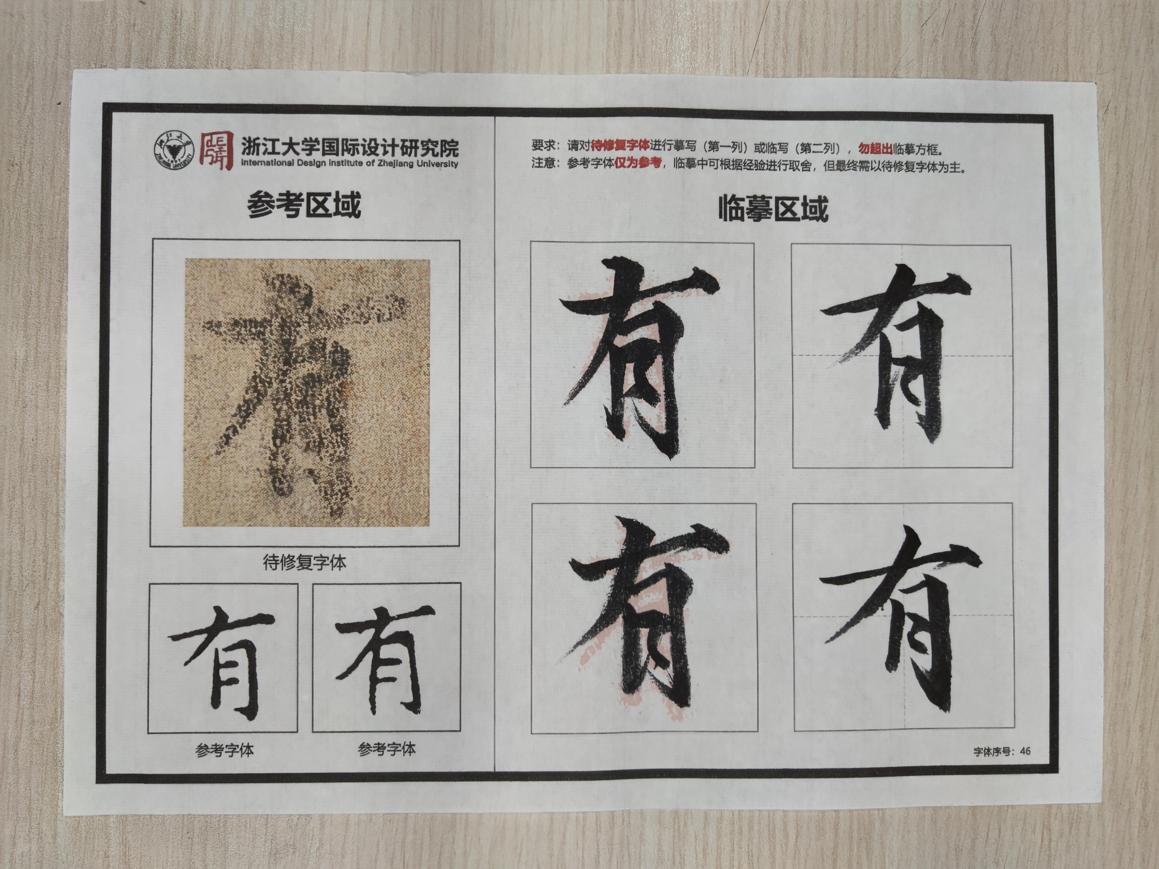 浙江大学国际设计研究院
International Design Institute of Zhejiang University
参考区域
有
待修复字体
有 有
参考字体 参考字体
要求：请对待修复字体进行摹写（第一列）或临写（第二列），勿超出临摹方框。
注意：参考字体仅为参考，临摹中可根据经验进行取舍，但最终需以待修复字体为主。
临摹区域
有 有
有 有
字体序号：46